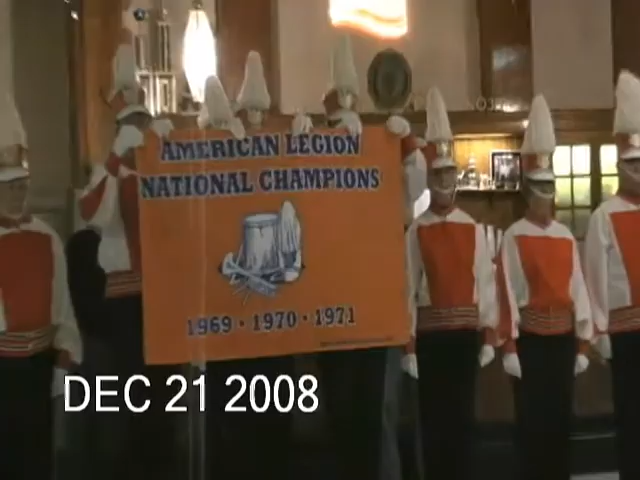 AMERICAN LEGION
NATIONAL CHAMPIONS
1969 • 1970 • 1971
DEC 21 2008